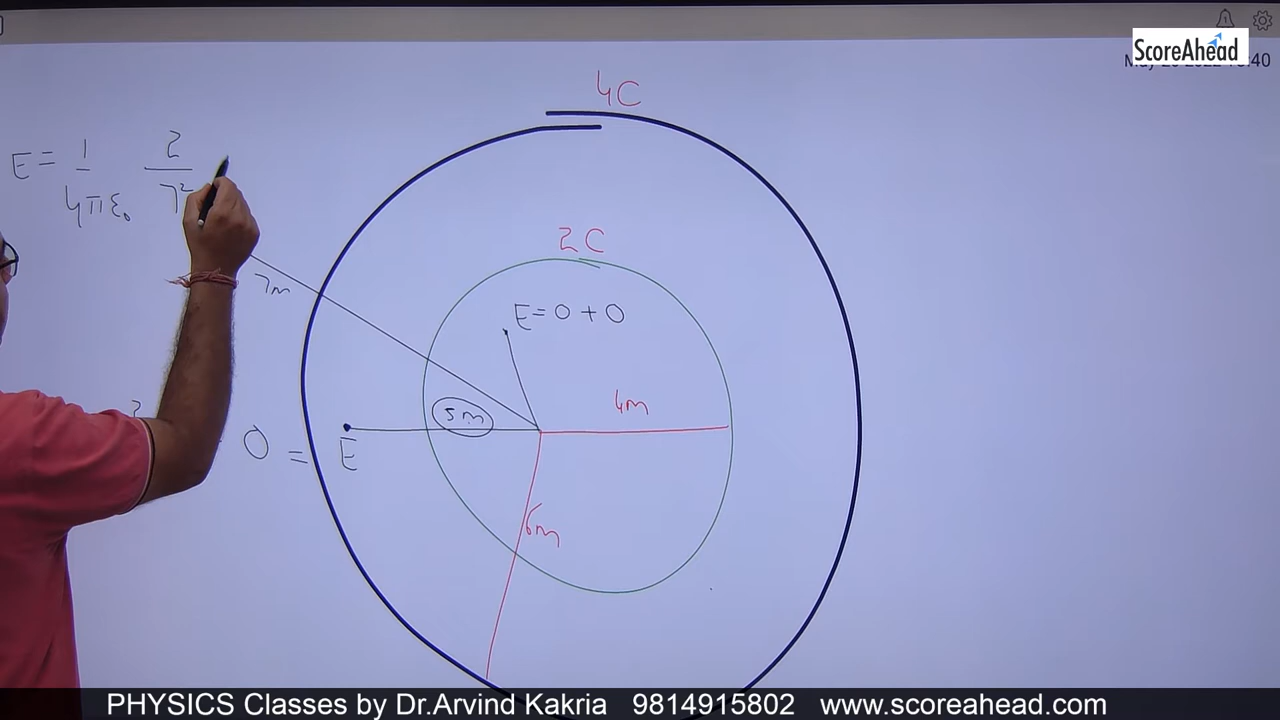 ScoreAhead
4C
E = 1 2
4πε₀ 7²
2C
7m
E = 0 + 0
4m
5m
0 =
E
6m
PHYSICS Classes by Dr.Arvind Kakria 9814915802 www.scoreahead.com